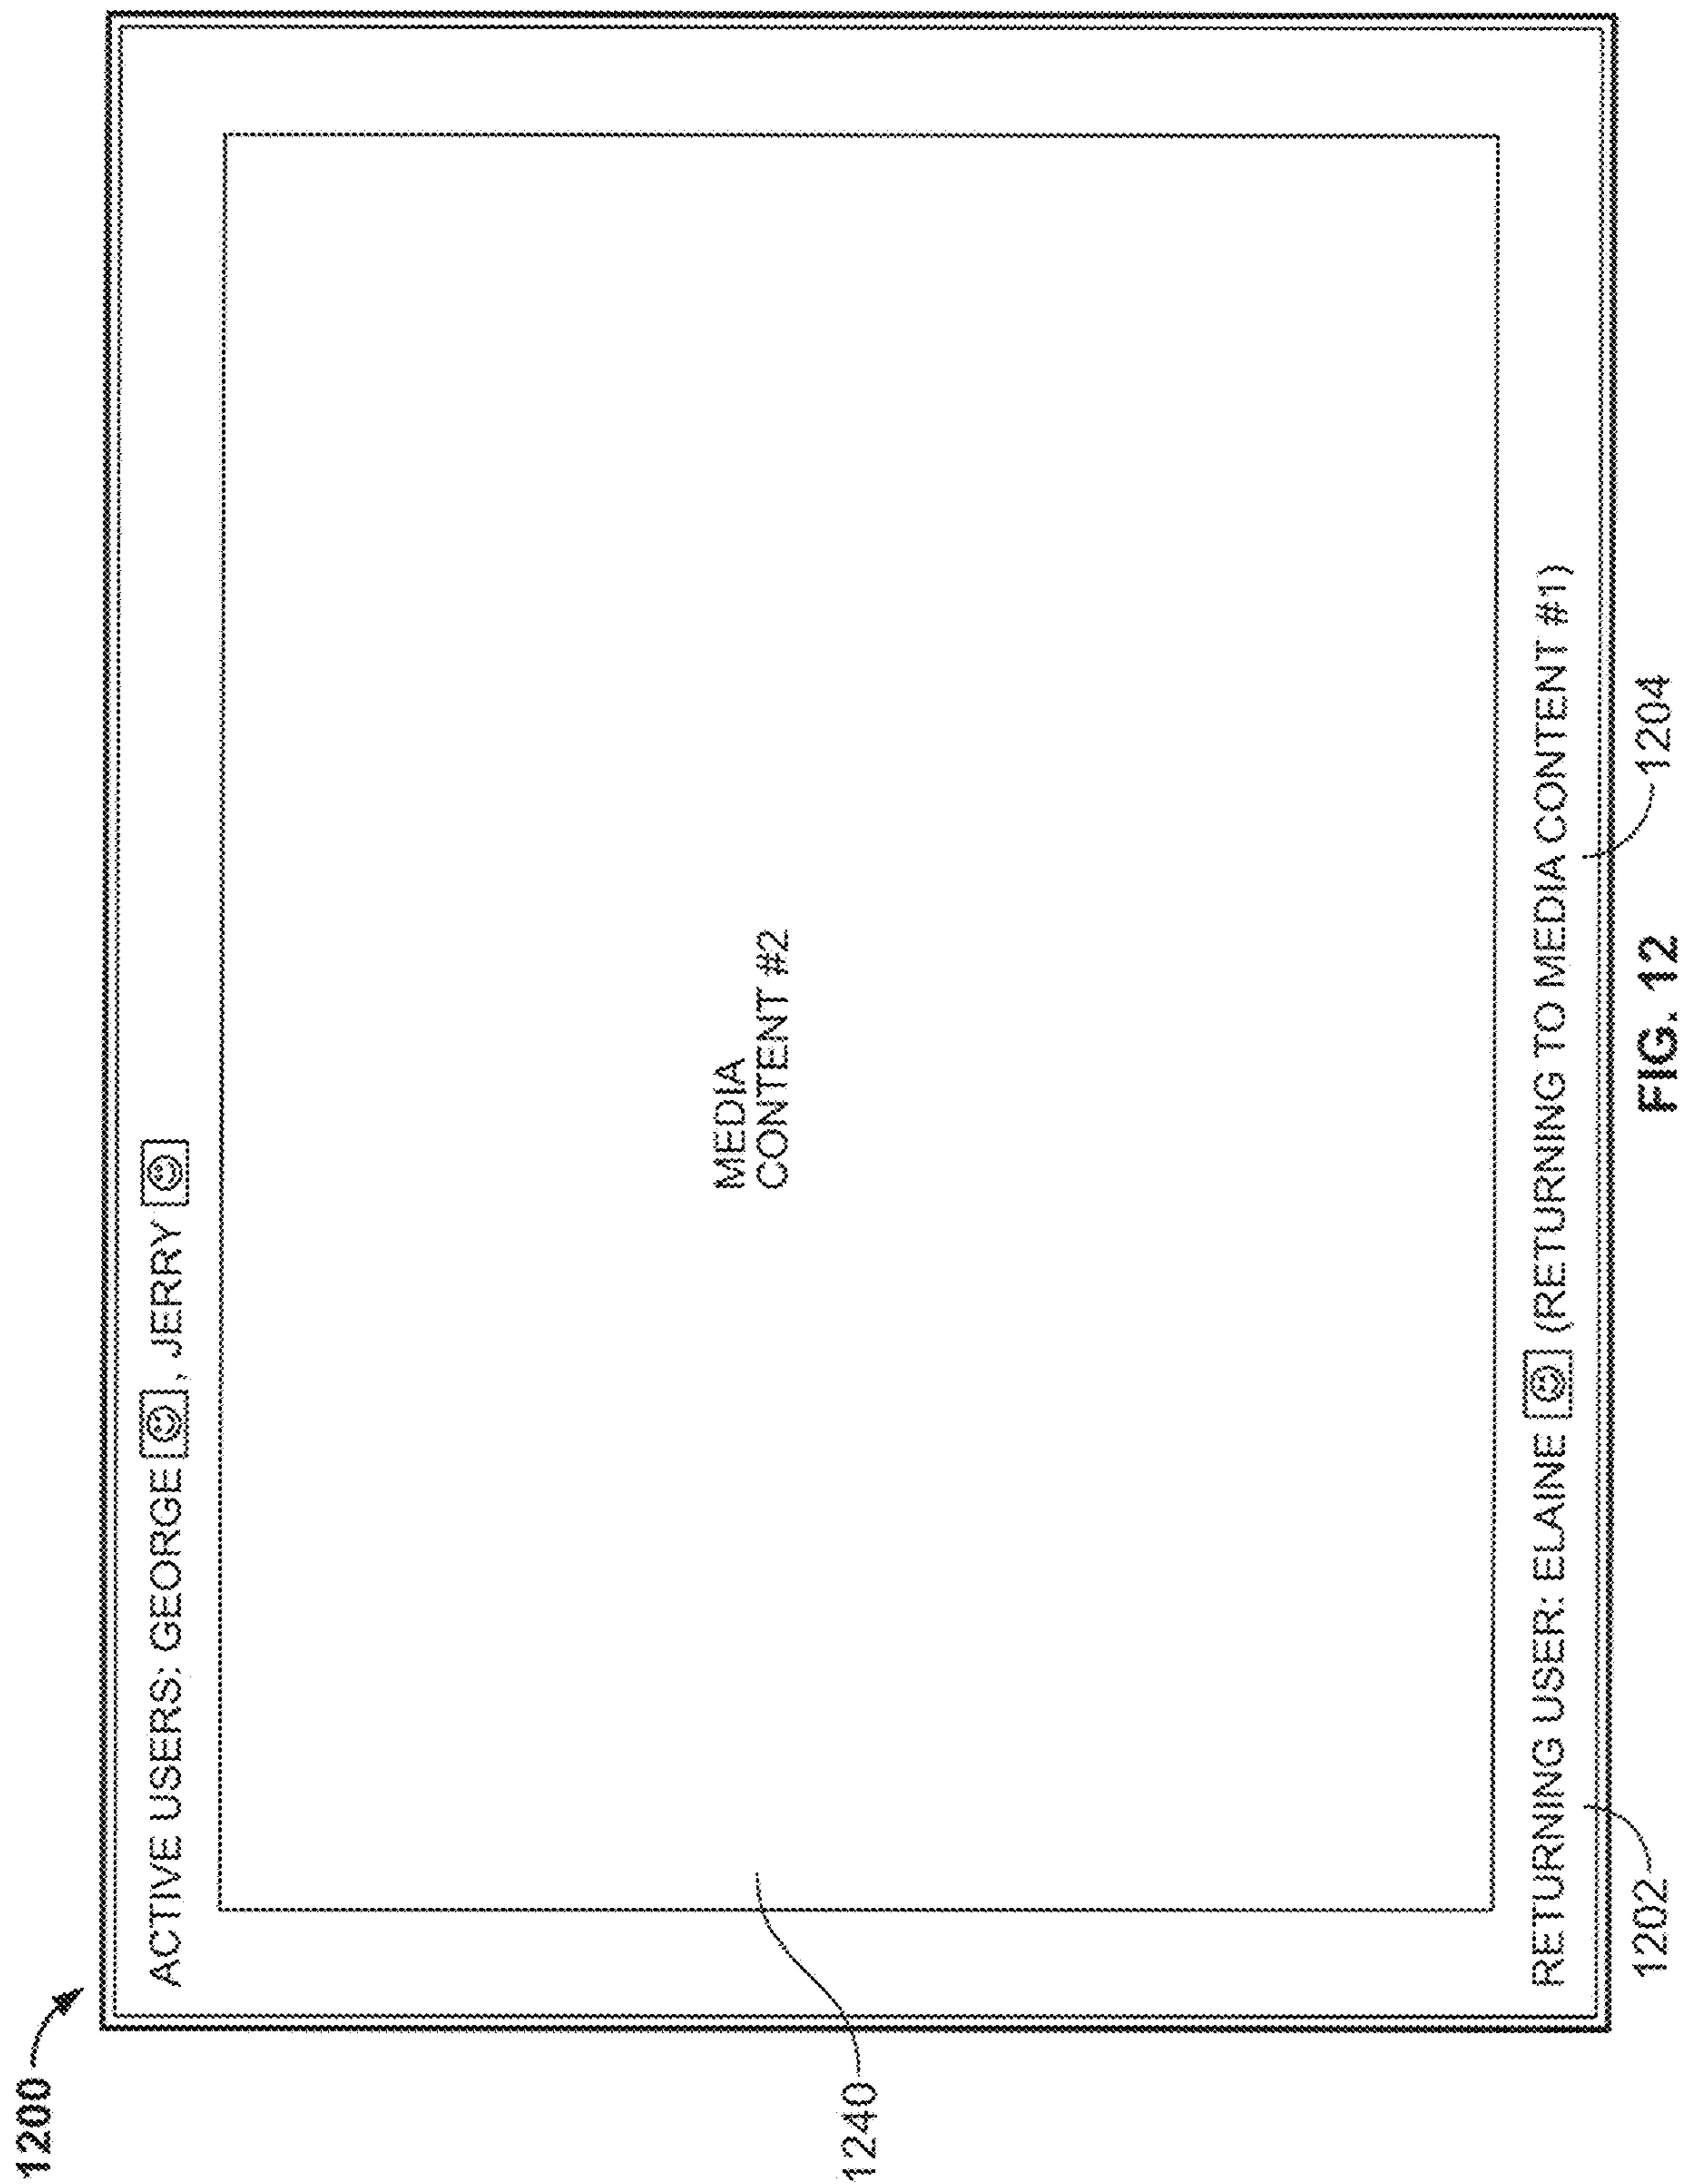 1200
ACTIVE USERS: GEORGE , JERRY
MEDIA
CONTENT #2
1240
RETURNING USER: ELAINE (RETURNING TO MEDIA CONTENT #1)
1202
1204
FIG. 12